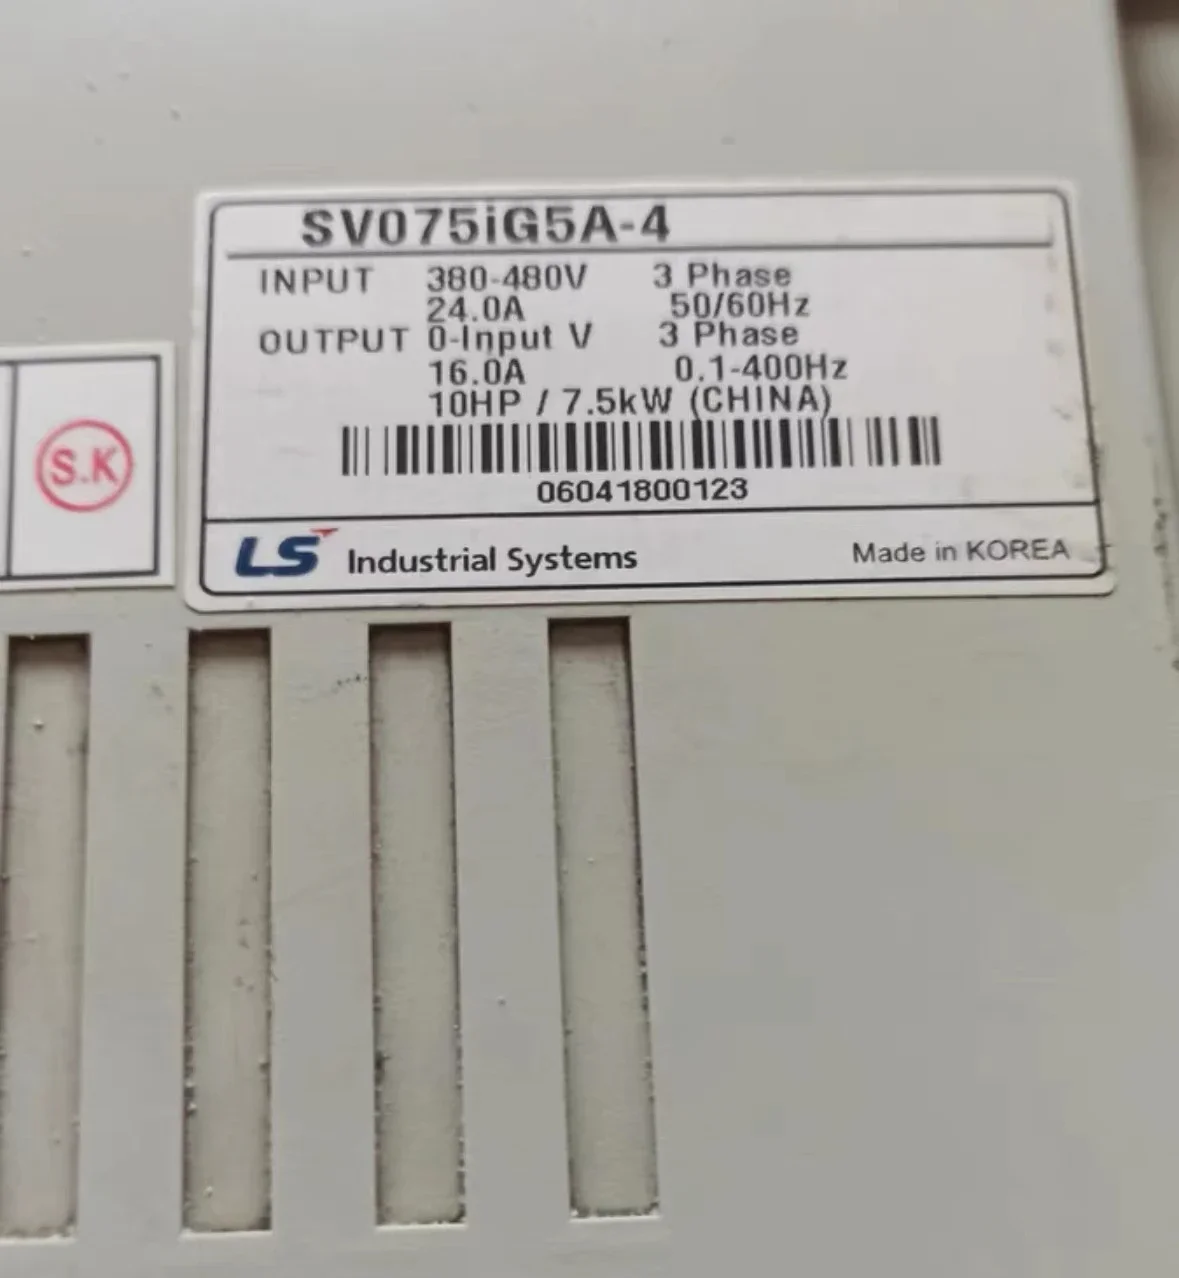 SV075iG5A-4
INPUT 380-480V 3 Phase
24.0A 50/60Hz
OUTPUT 0-Input V 3 Phase
16.0A 0.1-400Hz
10HP / 7.5kW (CHINA)
06041800123
S.K
LS Industrial Systems Made in KOREA